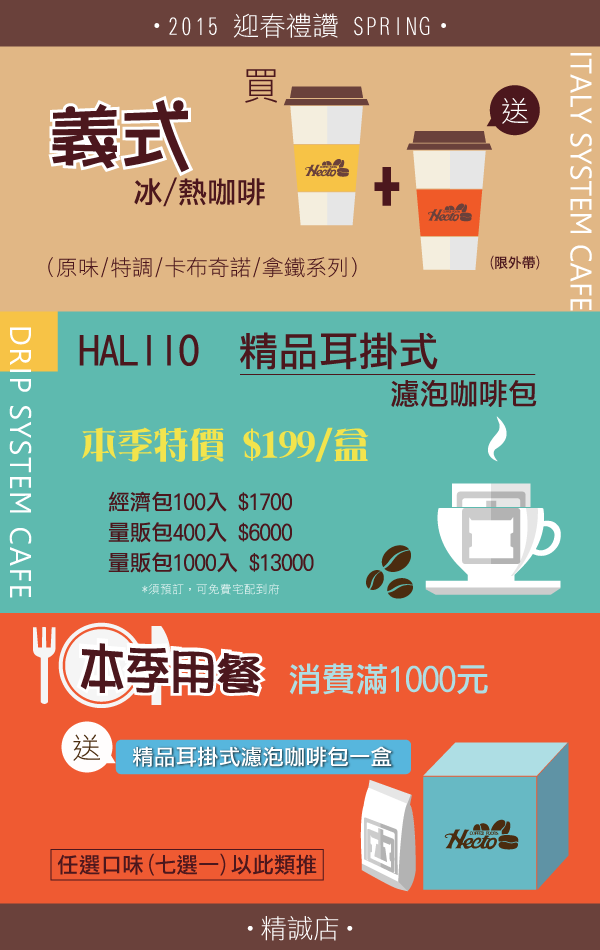 ·2015 迎春禮讚 SPRING·
ITALY SYSTEM CAFE
買
送
義式
冰/熱咖啡
Hecto
Hecto
(限外帶)
(原味/特調/卡布奇諾/拿鐵系列)
DRIP SYSTEM CAFE
HALIIO 精品耳掛式
濾泡咖啡包
本季特價 $199/盒
經濟包100入 $1700
量販包400入 $6000
量販包1000入 $13000
*須預訂，可免費宅配到府
本季用餐 消費滿1000元
送
精品耳掛式濾泡咖啡包一盒
COFFEE FOODS
Hecto
任選口味(七選一)以此類推
·精誠店·